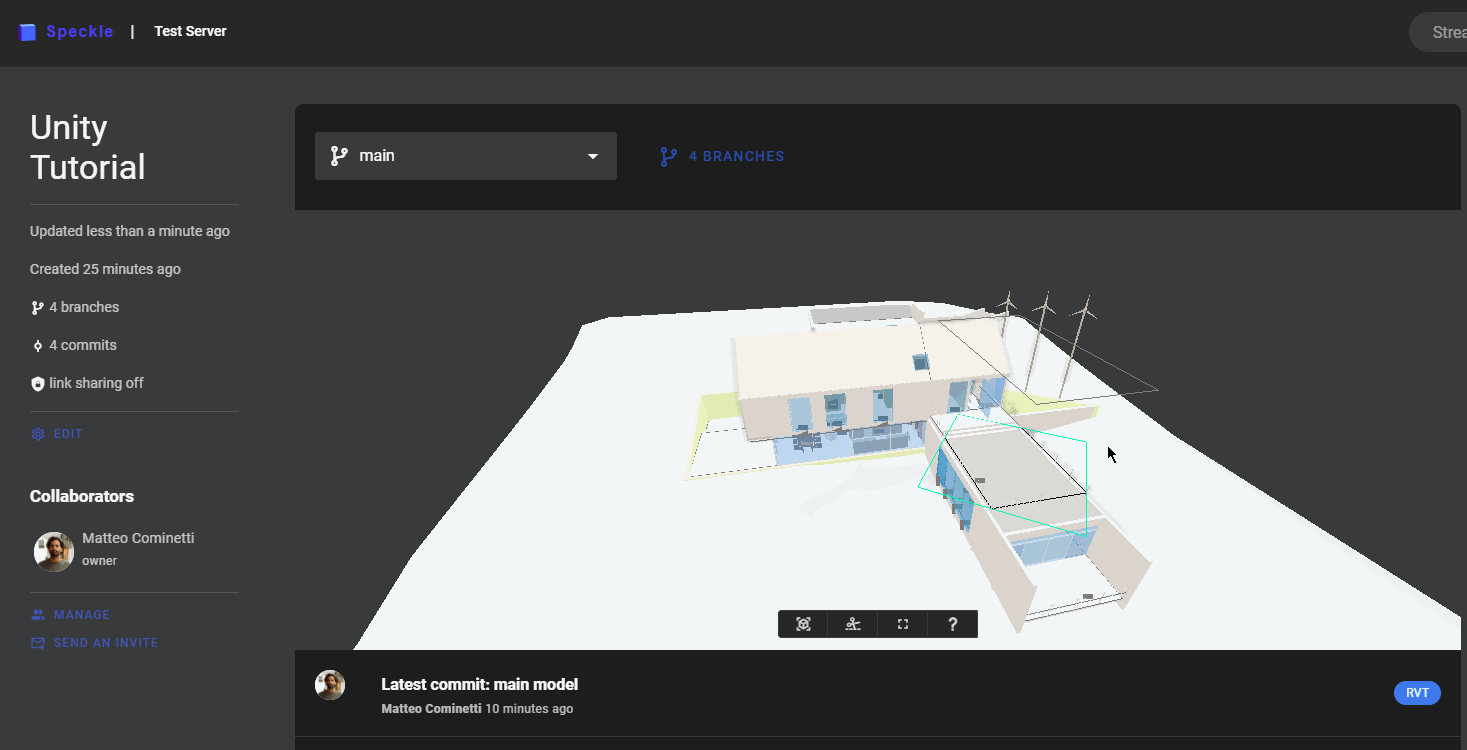 Speckle | Test Server
Unity
Tutorial
Updated less than a minute ago
Created 25 minutes ago
4 branches
4 commits
link sharing off
EDIT
Collaborators
Matteo Cominetti
owner
MANAGE
SEND AN INVITE
main
4 BRANCHES
?
Latest commit: main model
Matteo Cominetti 10 minutes ago
RVT